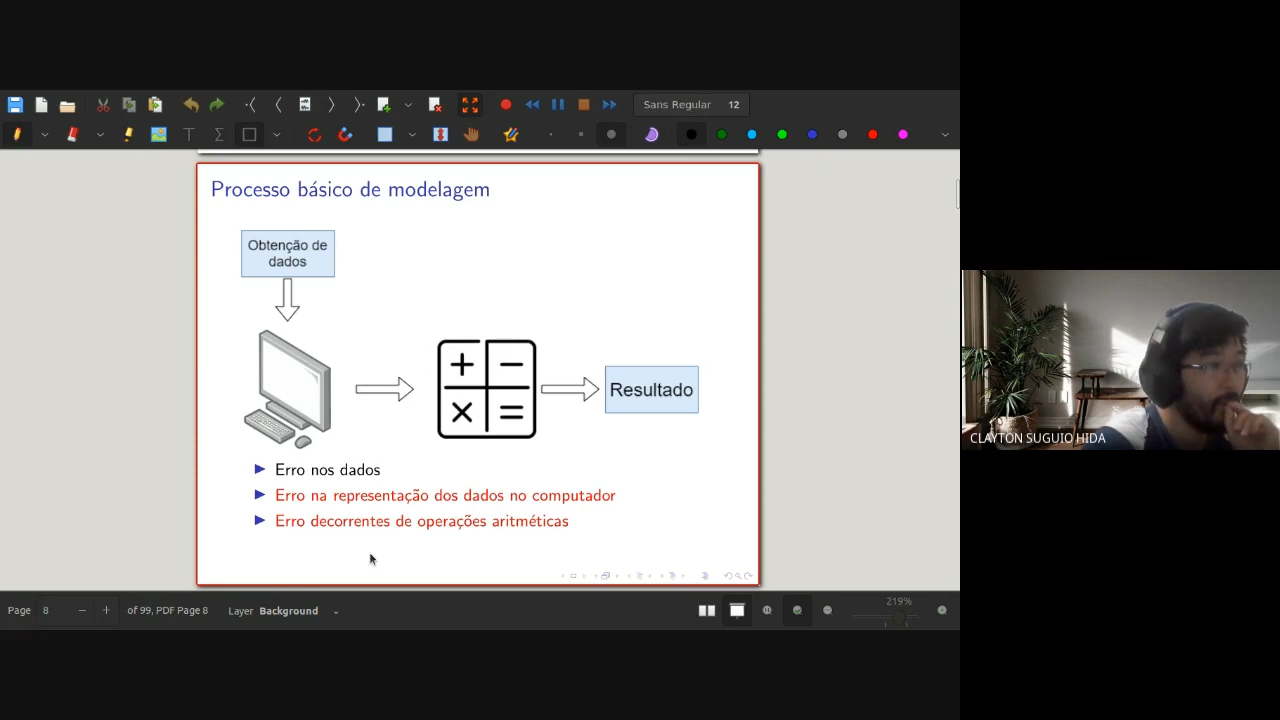 Sans Regular 12
Processo básico de modelagem
Obtenção de
dados
Resultado
Erro nos dados
Erro na representação dos dados no computador
Erro decorrentes de operações aritméticas
CLAYTON SUGUIO HIDA
Page 8 of 99, PDF Page 8 Layer Background 219%